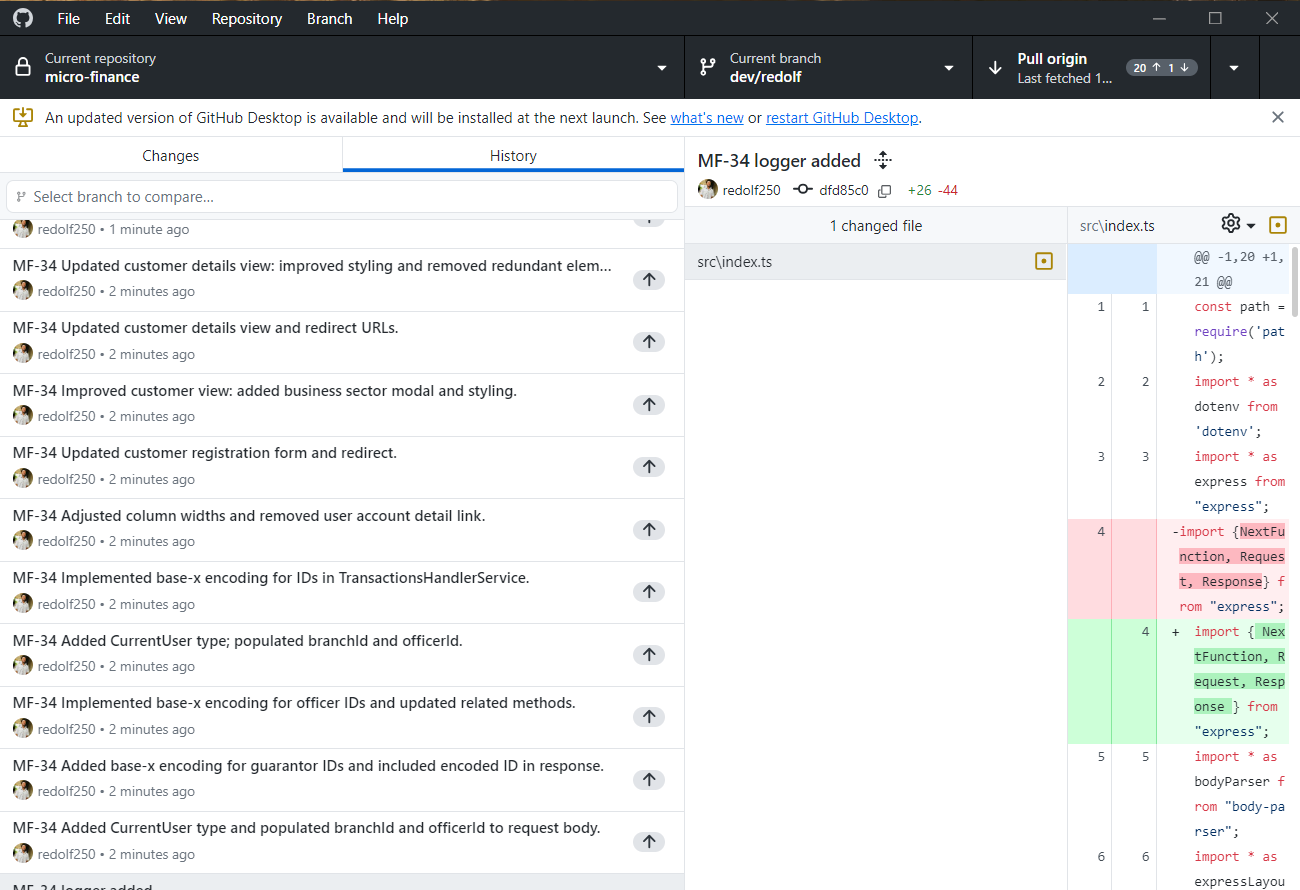 File Edit View Repository Branch Help
Current repository
micro-finance
Current branch
dev/redolf
Pull origin
Last fetched 1...
20 1
An updated version of GitHub Desktop is available and will be installed at the next launch. See what's new or restart GitHub Desktop.
Changes
History
Select branch to compare...
redolf250 • 1 minute ago
MF-34 Updated customer details view: improved styling and removed redundant elem...
redolf250 • 2 minutes ago
MF-34 Updated customer details view and redirect URLs.
redolf250 • 2 minutes ago
MF-34 Improved customer view: added business sector modal and styling.
redolf250 • 2 minutes ago
MF-34 Updated customer registration form and redirect.
redolf250 • 2 minutes ago
MF-34 Adjusted column widths and removed user account detail link.
redolf250 • 2 minutes ago
MF-34 Implemented base-x encoding for IDs in TransactionsHandlerService.
redolf250 • 2 minutes ago
MF-34 Added CurrentUser type; populated branchId and officerId.
redolf250 • 2 minutes ago
MF-34 Implemented base-x encoding for officer IDs and updated related methods.
redolf250 • 2 minutes ago
MF-34 Added base-x encoding for guarantor IDs and included encoded ID in response.
redolf250 • 2 minutes ago
MF-34 Added CurrentUser type and populated branchId and officerId to request body.
redolf250 • 2 minutes ago
MF-34 logger added
MF-34 logger added
redolf250 dfd85c0 +26 -44
1 changed file
src\index.ts
src\index.ts
@@ -1,20 +1,
21 @@
1 1 const path =
require('pat
h');
2 2 import * as
dotenv from
'dotenv';
3 3 import * as
express from
"express";
4 -import {NextFu
nction, Reques
t, Response} f
rom "express";
4 + import { Nex
tFunction, R
equest, Resp
onse } from
"express";
5 5 import * as
bodyParser f
rom "body-pa
rser";
6 6 import * as
expressLayou